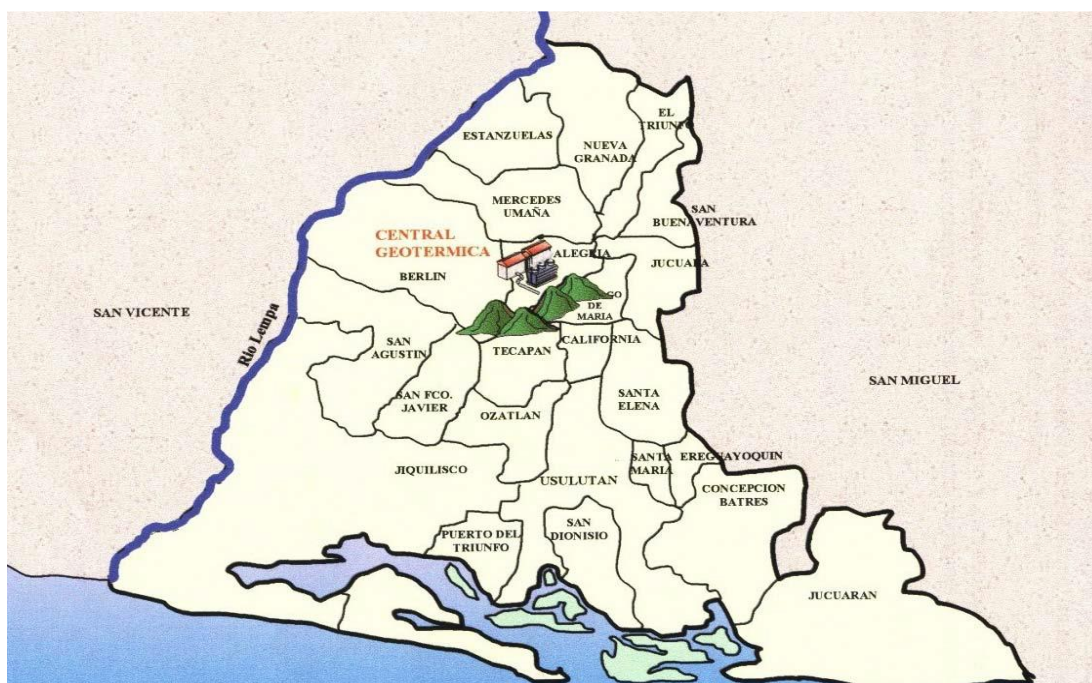 ESTANZUELAS
EL
TRIUNFO
NUEVA
GRANADA
MERCEDES
UMAÑA
SAN
BUENAVENTURA
CENTRAL
GEOTERMICA
ALEGRIA
JUCUAPA
BERLIN
GO
DE
MARIA
SAN VICENTE
Rio Lempa
SAN
AGUSTIN
TECAPAN
CALIFORNIA
SAN MIGUEL
SAN FCO.
JAVIER
OZATLAN
SANTA
ELENA
JIQUILISCO
SANTA
MARIA
EREGUAYOQUIN
USULUTAN
CONCEPCION
BATRES
PUERTO DEL
TRIUNFO
SAN
DIONISIO
JUCUARAN